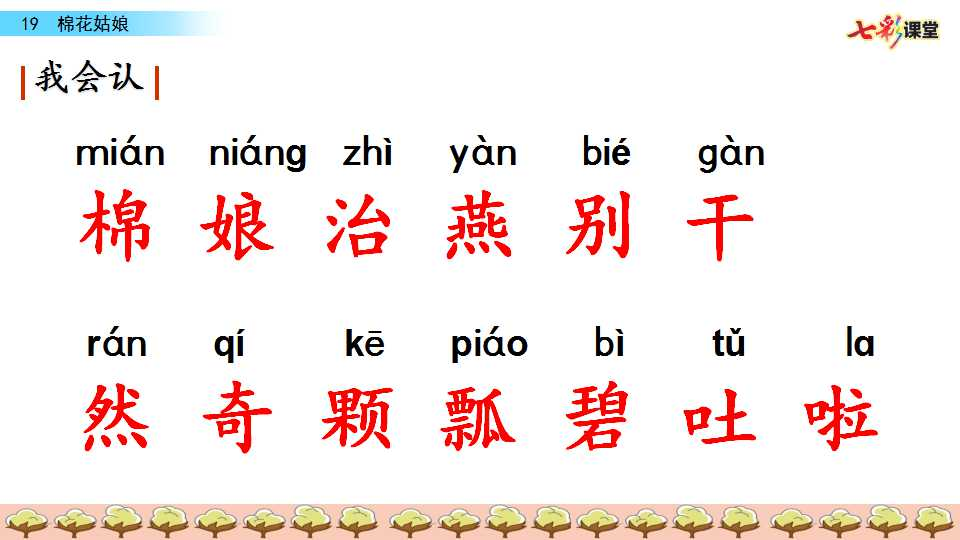 19 棉花姑娘
七彩课堂
我会认
mián niáng zhì yàn bié gàn
棉 娘 治 燕 别 干
rán qí kē piáo bì tǔ la
然 奇 颗 瓢 碧 吐 啦